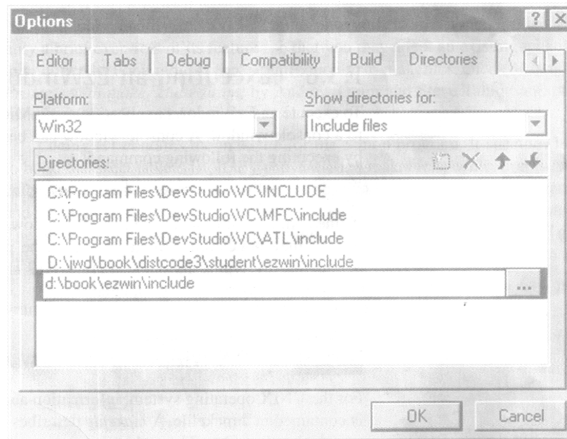 Options
Editor Tabs Debug Compatibility Build Directories
Platform: Show directories for:
Win32 Include files
Directories:
C:\Program Files\DevStudio\VC\INCLUDE
C:\Program Files\DevStudio\VC\MFC\include
C:\Program Files\DevStudio\VC\ATL\include
D:\jwd\book\distcode3\student\ezwin\include
d:\book\ezwin\include
...
OK Cancel